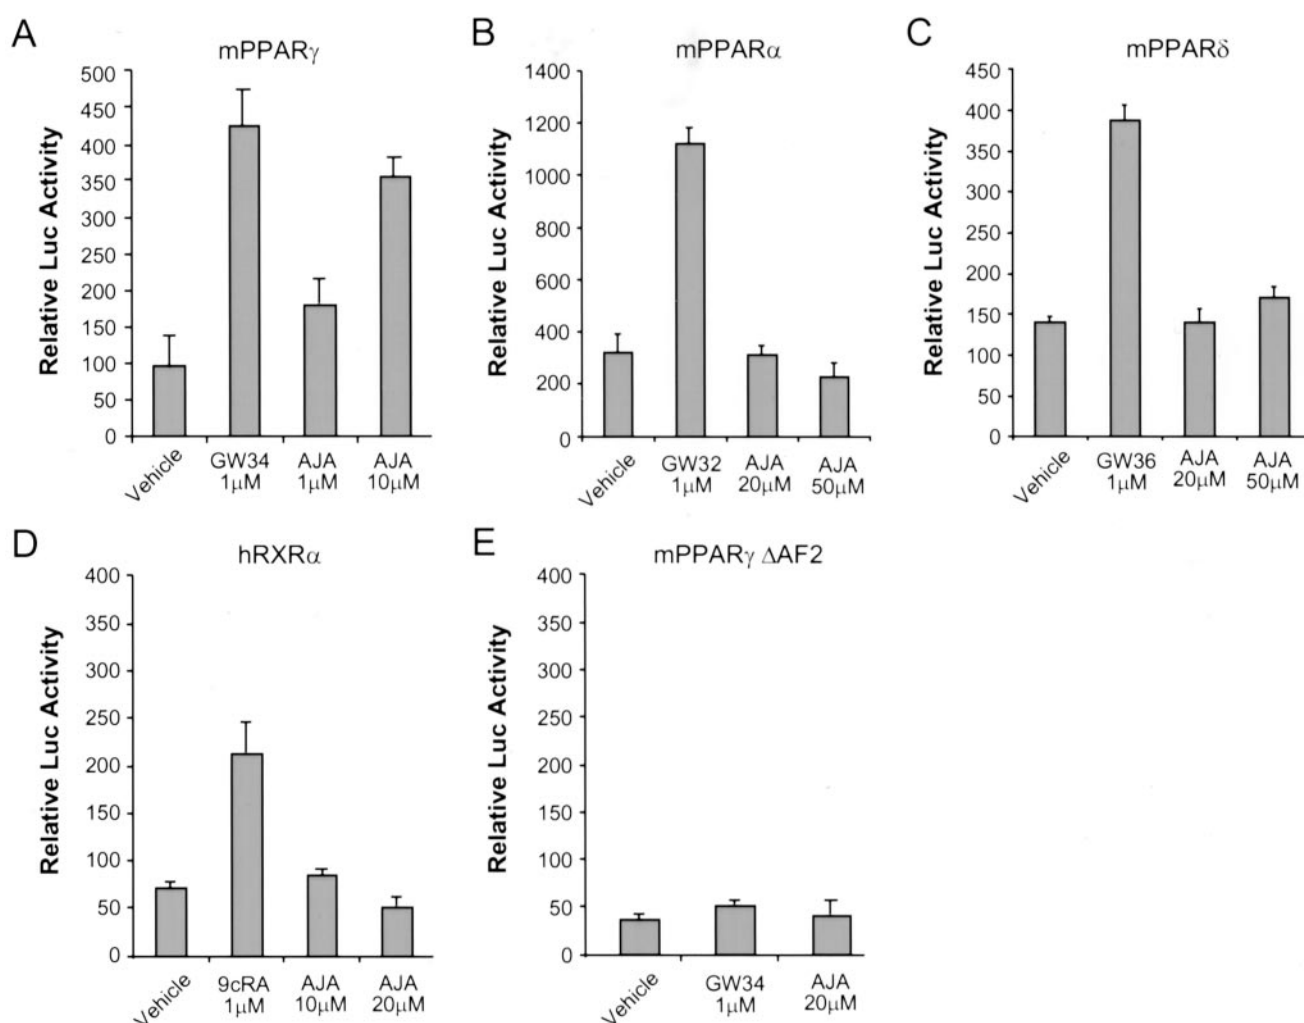 A
mPPARγ
Relative Luc Activity
500
450
400
350
300
250
200
150
100
50
0
Vehicle
GW34
1μM
AJA
1μM
AJA
10μM
B
mPPARα
Relative Luc Activity
1400
1200
1000
800
600
400
200
0
Vehicle
GW32
1μM
AJA
20μM
AJA
50μM
C
mPPARδ
Relative Luc Activity
450
400
350
300
250
200
150
100
50
0
Vehicle
GW36
1μM
AJA
20μM
AJA
50μM
D
hRXRα
Relative Luc Activity
400
350
300
250
200
150
100
50
0
Vehicle
9cRA
1μM
AJA
10μM
AJA
20μM
E
mPPARγ ΔAF2
Relative Luc Activity
400
350
300
250
200
150
100
50
0
Vehicle
GW34
1μM
AJA
20μM